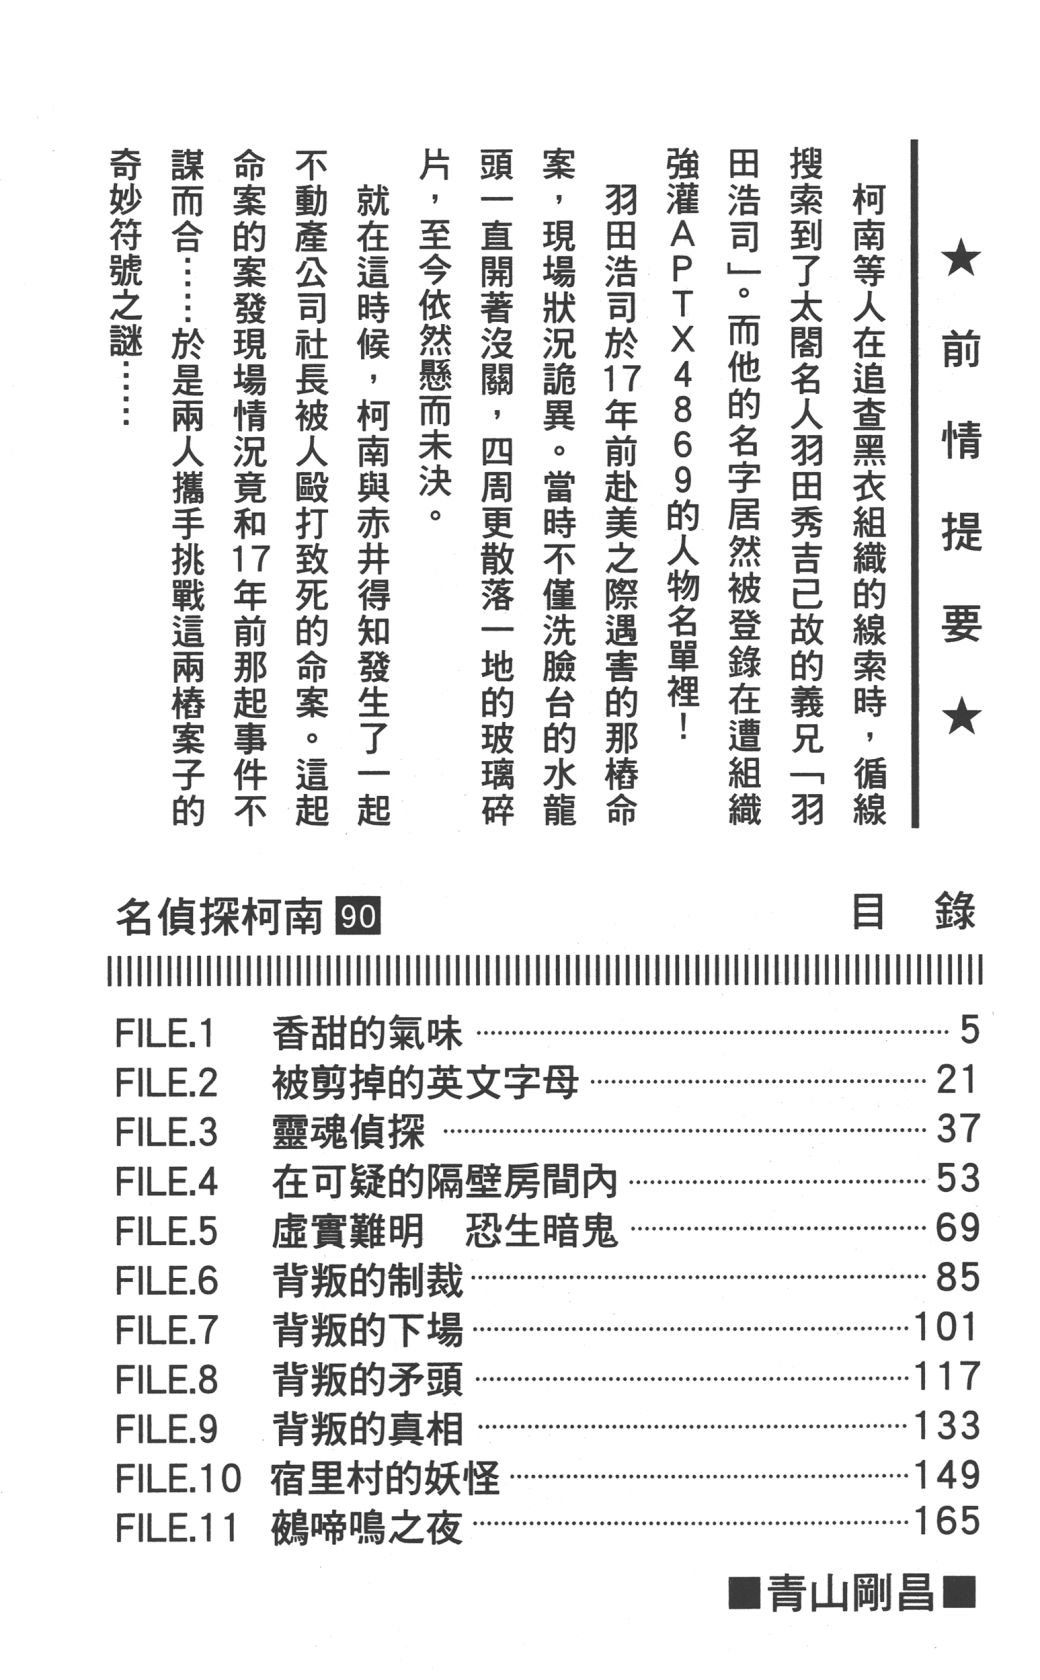 ★前情提要★
柯南等人在追查黑衣組織的線索時，循線
搜索到了太閤名人羽田秀吉已故的義兄「羽
田浩司」。而他的名字居然被登錄在遭組織
強灌ＡＰＴＸ４８６９的人物名單裡！
羽田浩司於17年前赴美之際遇害的那樁命
案，現場狀況詭異。當時不僅洗臉台的水龍
頭一直開著沒關，四周更散落一地的玻璃碎
片，至今依然懸而未決。
就在這時候，柯南與赤井得知發生了一起
不動產公司社長被人毆打致死的命案。這起
命案的案發現場情況竟和17年前那起事件不
謀而合……於是兩人攜手挑戰這兩樁案子的
奇妙符號之謎……
名偵探柯南 90 目 錄
FILE.1 香甜的氣味 5
FILE.2 被剪掉的英文字母 21
FILE.3 靈魂偵探 37
FILE.4 在可疑的隔壁房間內 53
FILE.5 虛實難明 恐生暗鬼 69
FILE.6 背叛的制裁 85
FILE.7 背叛的下場 101
FILE.8 背叛的矛頭 117
FILE.9 背叛的真相 133
FILE.10 宿里村的妖怪 149
FILE.11 鵺啼鳴之夜 165
■青山剛昌■